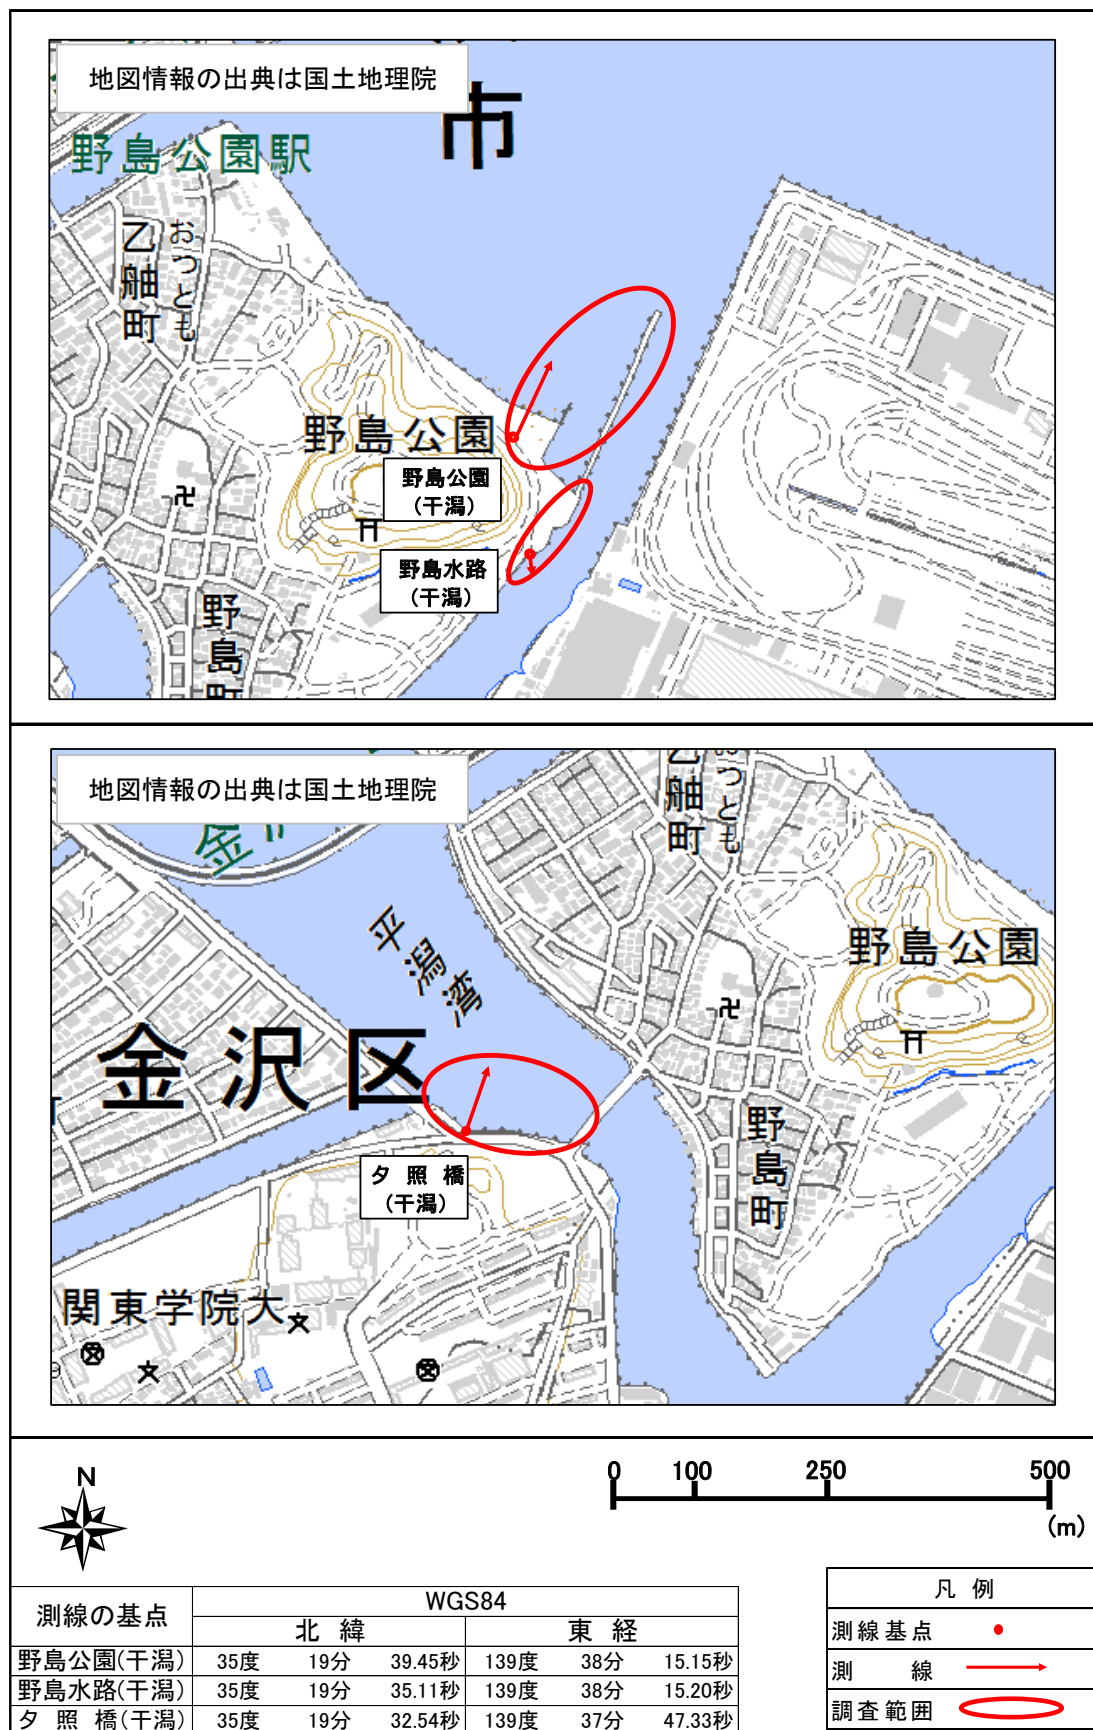 地図情報の出典は国土地理院
市
野島公園駅
乙舳町
おつとも
野島公園
野島公園
(干潟)
野島水路
(干潟)
野島町
地図情報の出典は国土地理院
乙舳町
おつとも
金
平潟湾
野島公園
金沢区
夕照橋
(干潟)
野島町
関東学院大
N
0 100 250 500
(m)
測線の基点 WGS84
北緯 東経
野島公園(干潟) 35度 19分 39.45秒 139度 38分 15.15秒
野島水路(干潟) 35度 19分 35.11秒 139度 38分 15.20秒
夕照橋(干潟) 35度 19分 32.54秒 139度 37分 47.33秒
凡例
測線基点
測線
調査範囲